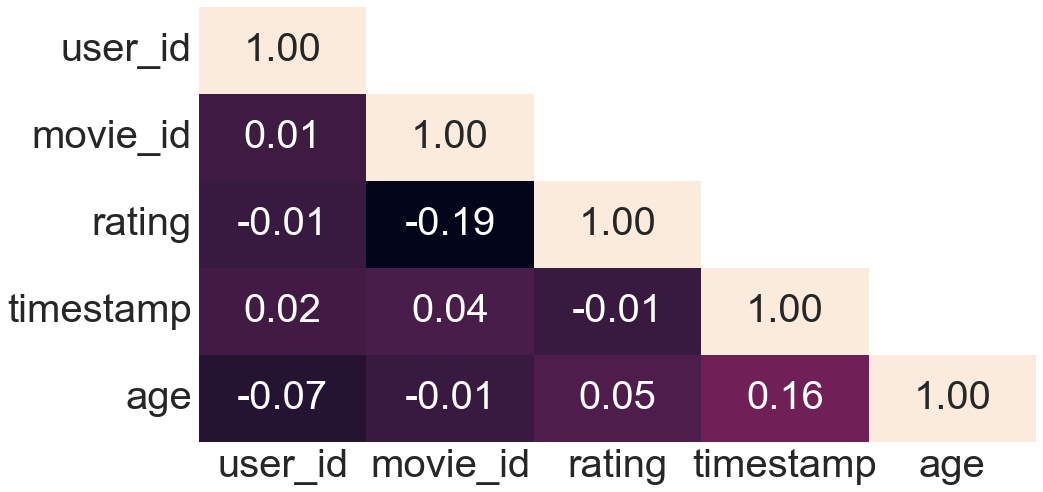 user_id 1.00
movie_id 0.01 1.00
rating -0.01 -0.19 1.00
timestamp 0.02 0.04 -0.01 1.00
age -0.07 -0.01 0.05 0.16 1.00
user_id movie_id rating timestamp age